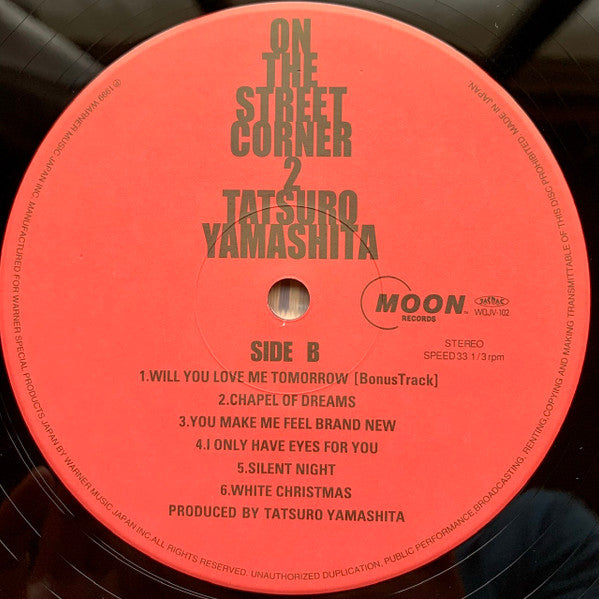 ON
THE
STREET
CORNER
2
TATSURO
YAMASHITA
MOON™
RECORDS
JASRAC
WQJV-102
STEREO
SPEED 33 1/3 rpm
SIDE B
1.WILL YOU LOVE ME TOMORROW [BonusTrack]
2.CHAPEL OF DREAMS
3.YOU MAKE ME FEEL BRAND NEW
4.I ONLY HAVE EYES FOR YOU
5.SILENT NIGHT
6.WHITE CHRISTMAS
PRODUCED BY TATSURO YAMASHITA
℗1999 WARNER MUSIC JAPAN INC. MANUFACTURED FOR WARNER SPECIAL PRODUCTS JAPAN BY WARNER MUSIC JAPAN INC. ALL RIGHTS RESERVED. UNAUTHORIZED DUPLICATION, PUBLIC PERFORMANCE, BROADCASTING, RENTING, COPYING AND MAKING TRANSMITTABLE OF THIS DISC PROHIBITED. MADE IN JAPAN.